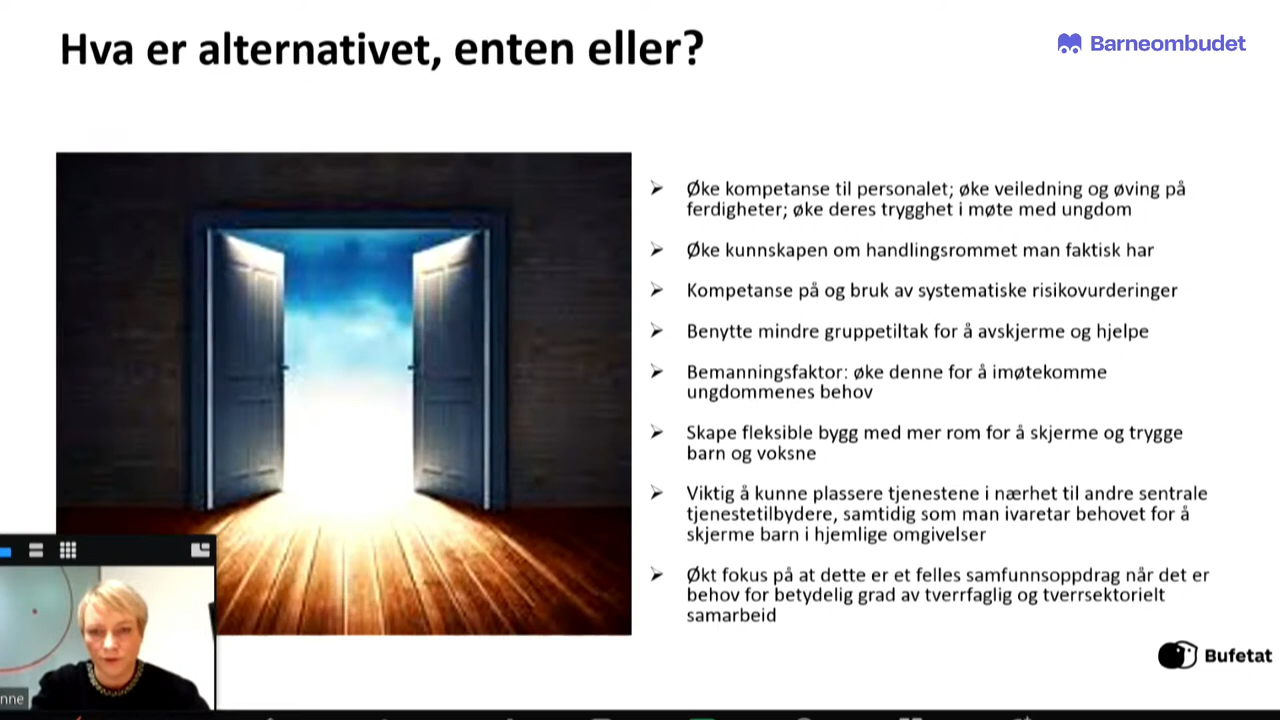 Hva er alternativet, enten eller?
Barneombudet
➢ Øke kompetanse til personalet; øke veiledning og øving på
ferdigheter; øke deres trygghet i møte med ungdom
➢ Øke kunnskapen om handlingsrommet man faktisk har
➢ Kompetanse på og bruk av systematiske risikovurderinger
➢ Benytte mindre gruppetiltak for å avskjerme og hjelpe
➢ Bemanningsfaktor: øke denne for å imøtekomme
ungdommenes behov
➢ Skape fleksible bygg med mer rom for å skjerme og trygge
barn og voksne
➢ Viktig å kunne plassere tjenestene i nærhet til andre sentrale
tjenestetilbydere, samtidig som man ivaretar behovet for å
skjerme barn i hjemlige omgivelser
➢ Økt fokus på at dette er et felles samfunnsoppdrag når det er
behov for betydelig grad av tverrfaglig og tverrsektorielt
samarbeid
Bufetat
nne